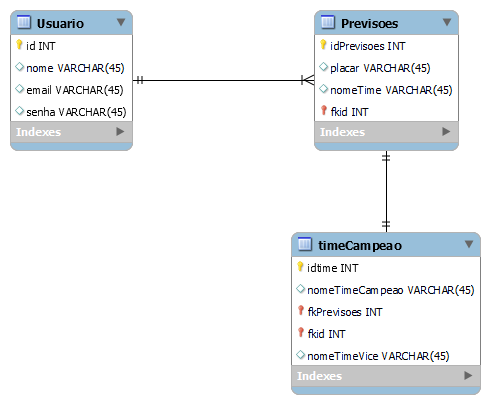 Usuario
id INT
nome VARCHAR(45)
email VARCHAR(45)
senha VARCHAR(45)
Indexes
Previsoes
idPrevisoes INT
placar VARCHAR(45)
nomeTime VARCHAR(45)
fkid INT
Indexes
timeCampeao
idtime INT
nomeTimeCampeao VARCHAR(45)
fkPrevisoes INT
fkid INT
nomeTimeVice VARCHAR(45)
Indexes